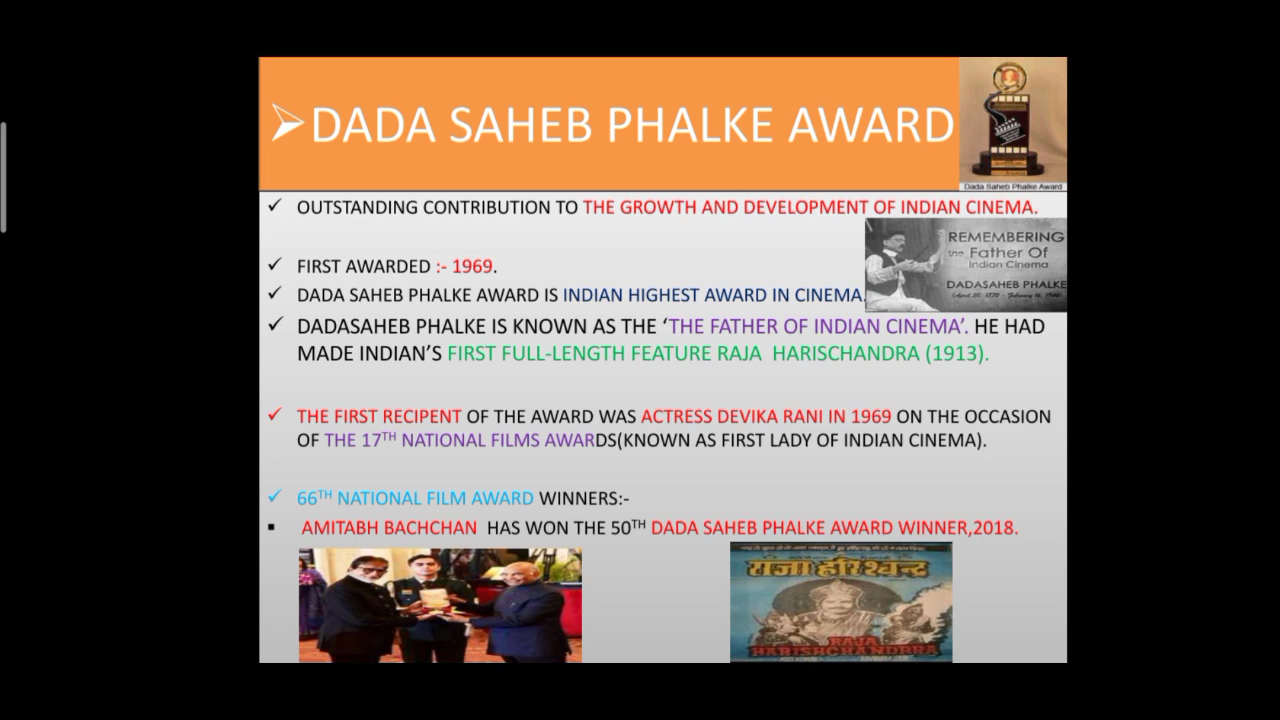 ➢DADA SAHEB PHALKE AWARD
Dada Saheb Phalke Award
✓ OUTSTANDING CONTRIBUTION TO THE GROWTH AND DEVELOPMENT OF INDIAN CINEMA.
REMEMBERING
the Father Of
Indian Cinema
DADASAHEB PHALKE
✓ FIRST AWARDED :- 1969.
✓ DADA SAHEB PHALKE AWARD IS INDIAN HIGHEST AWARD IN CINEMA.
✓ DADASAHEB PHALKE IS KNOWN AS THE ‘THE FATHER OF INDIAN CINEMA’. HE HAD
MADE INDIAN’S FIRST FULL-LENGTH FEATURE RAJA HARISCHANDRA (1913).
✓ THE FIRST RECIPENT OF THE AWARD WAS ACTRESS DEVIKA RANI IN 1969 ON THE OCCASION
OF THE 17TH NATIONAL FILMS AWARDS(KNOWN AS FIRST LADY OF INDIAN CINEMA).
✓ 66TH NATIONAL FILM AWARD WINNERS:-
▪ AMITABH BACHCHAN HAS WON THE 50TH DADA SAHEB PHALKE AWARD WINNER,2018.
राजा हरिश्चन्द्र
RAJA
HARISHCHANDRRA